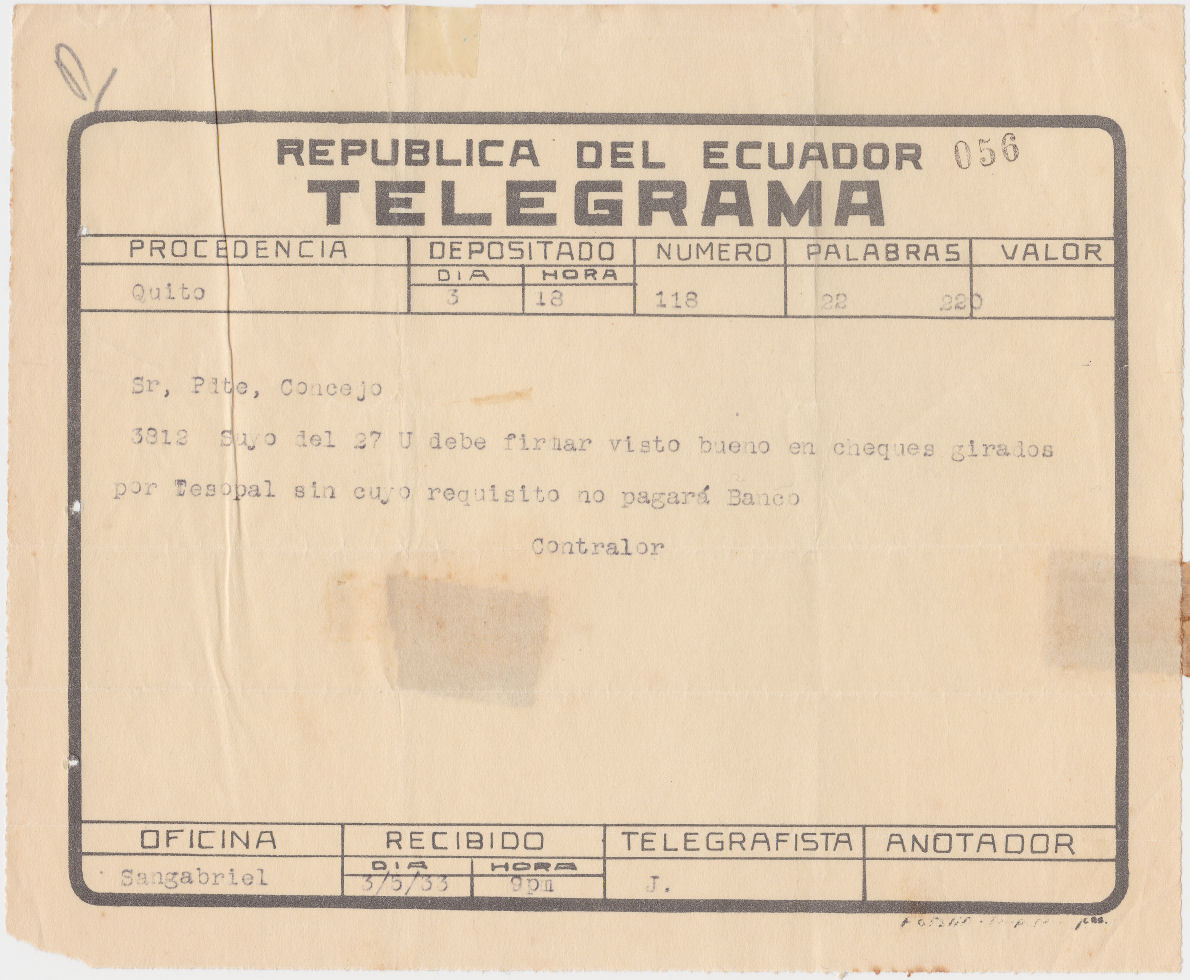 REPUBLICA DEL ECUADOR 056
TELEGRAMA
PROCEDENCIA DEPOSITADO NUMERO PALABRAS VALOR
DIA HORA
Quito 3 18 118 22 220
Sr, Pdte, Concejo
3812 Suyo del 27 U debe firmar visto bueno en cheques girados
por Tesopal sin cuyo requisito no pagará Banco
Contralor
OFICINA RECIBIDO TELEGRAFISTA ANOTADOR
DIA HORA
Sangabriel 3/5/33 9pm J.